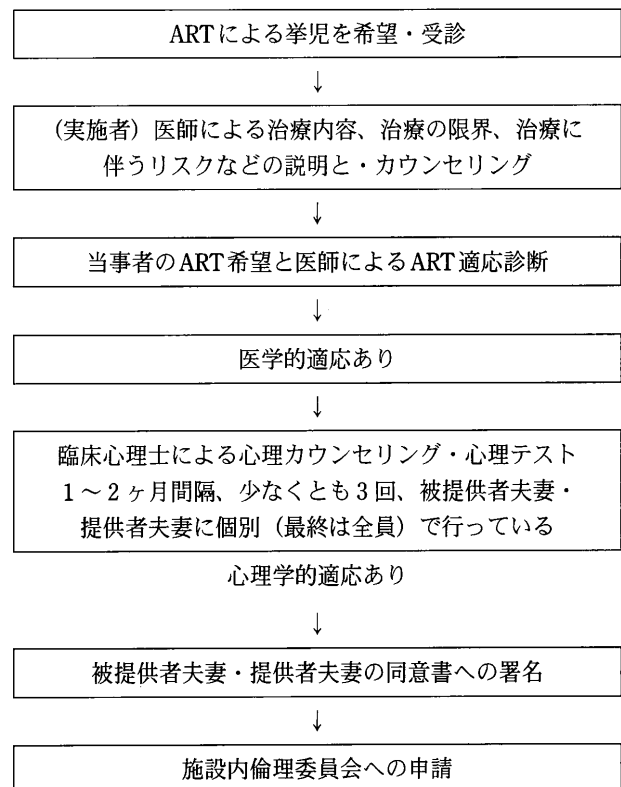 ARTによる挙児を希望・受診
↓
(実施者) 医師による治療内容、治療の限界、治療に
伴うリスクなどの説明と・カウンセリング
↓
当事者のART希望と医師によるART適応診断
↓
医学的適応あり
↓
臨床心理士による心理カウンセリング・心理テスト
1～2ヶ月間隔、少なくとも3回、被提供者夫妻・
提供者夫妻に個別（最終は全員）で行っている
心理学的適応あり
↓
被提供者夫妻・提供者夫妻の同意書への署名
↓
施設内倫理委員会への申請